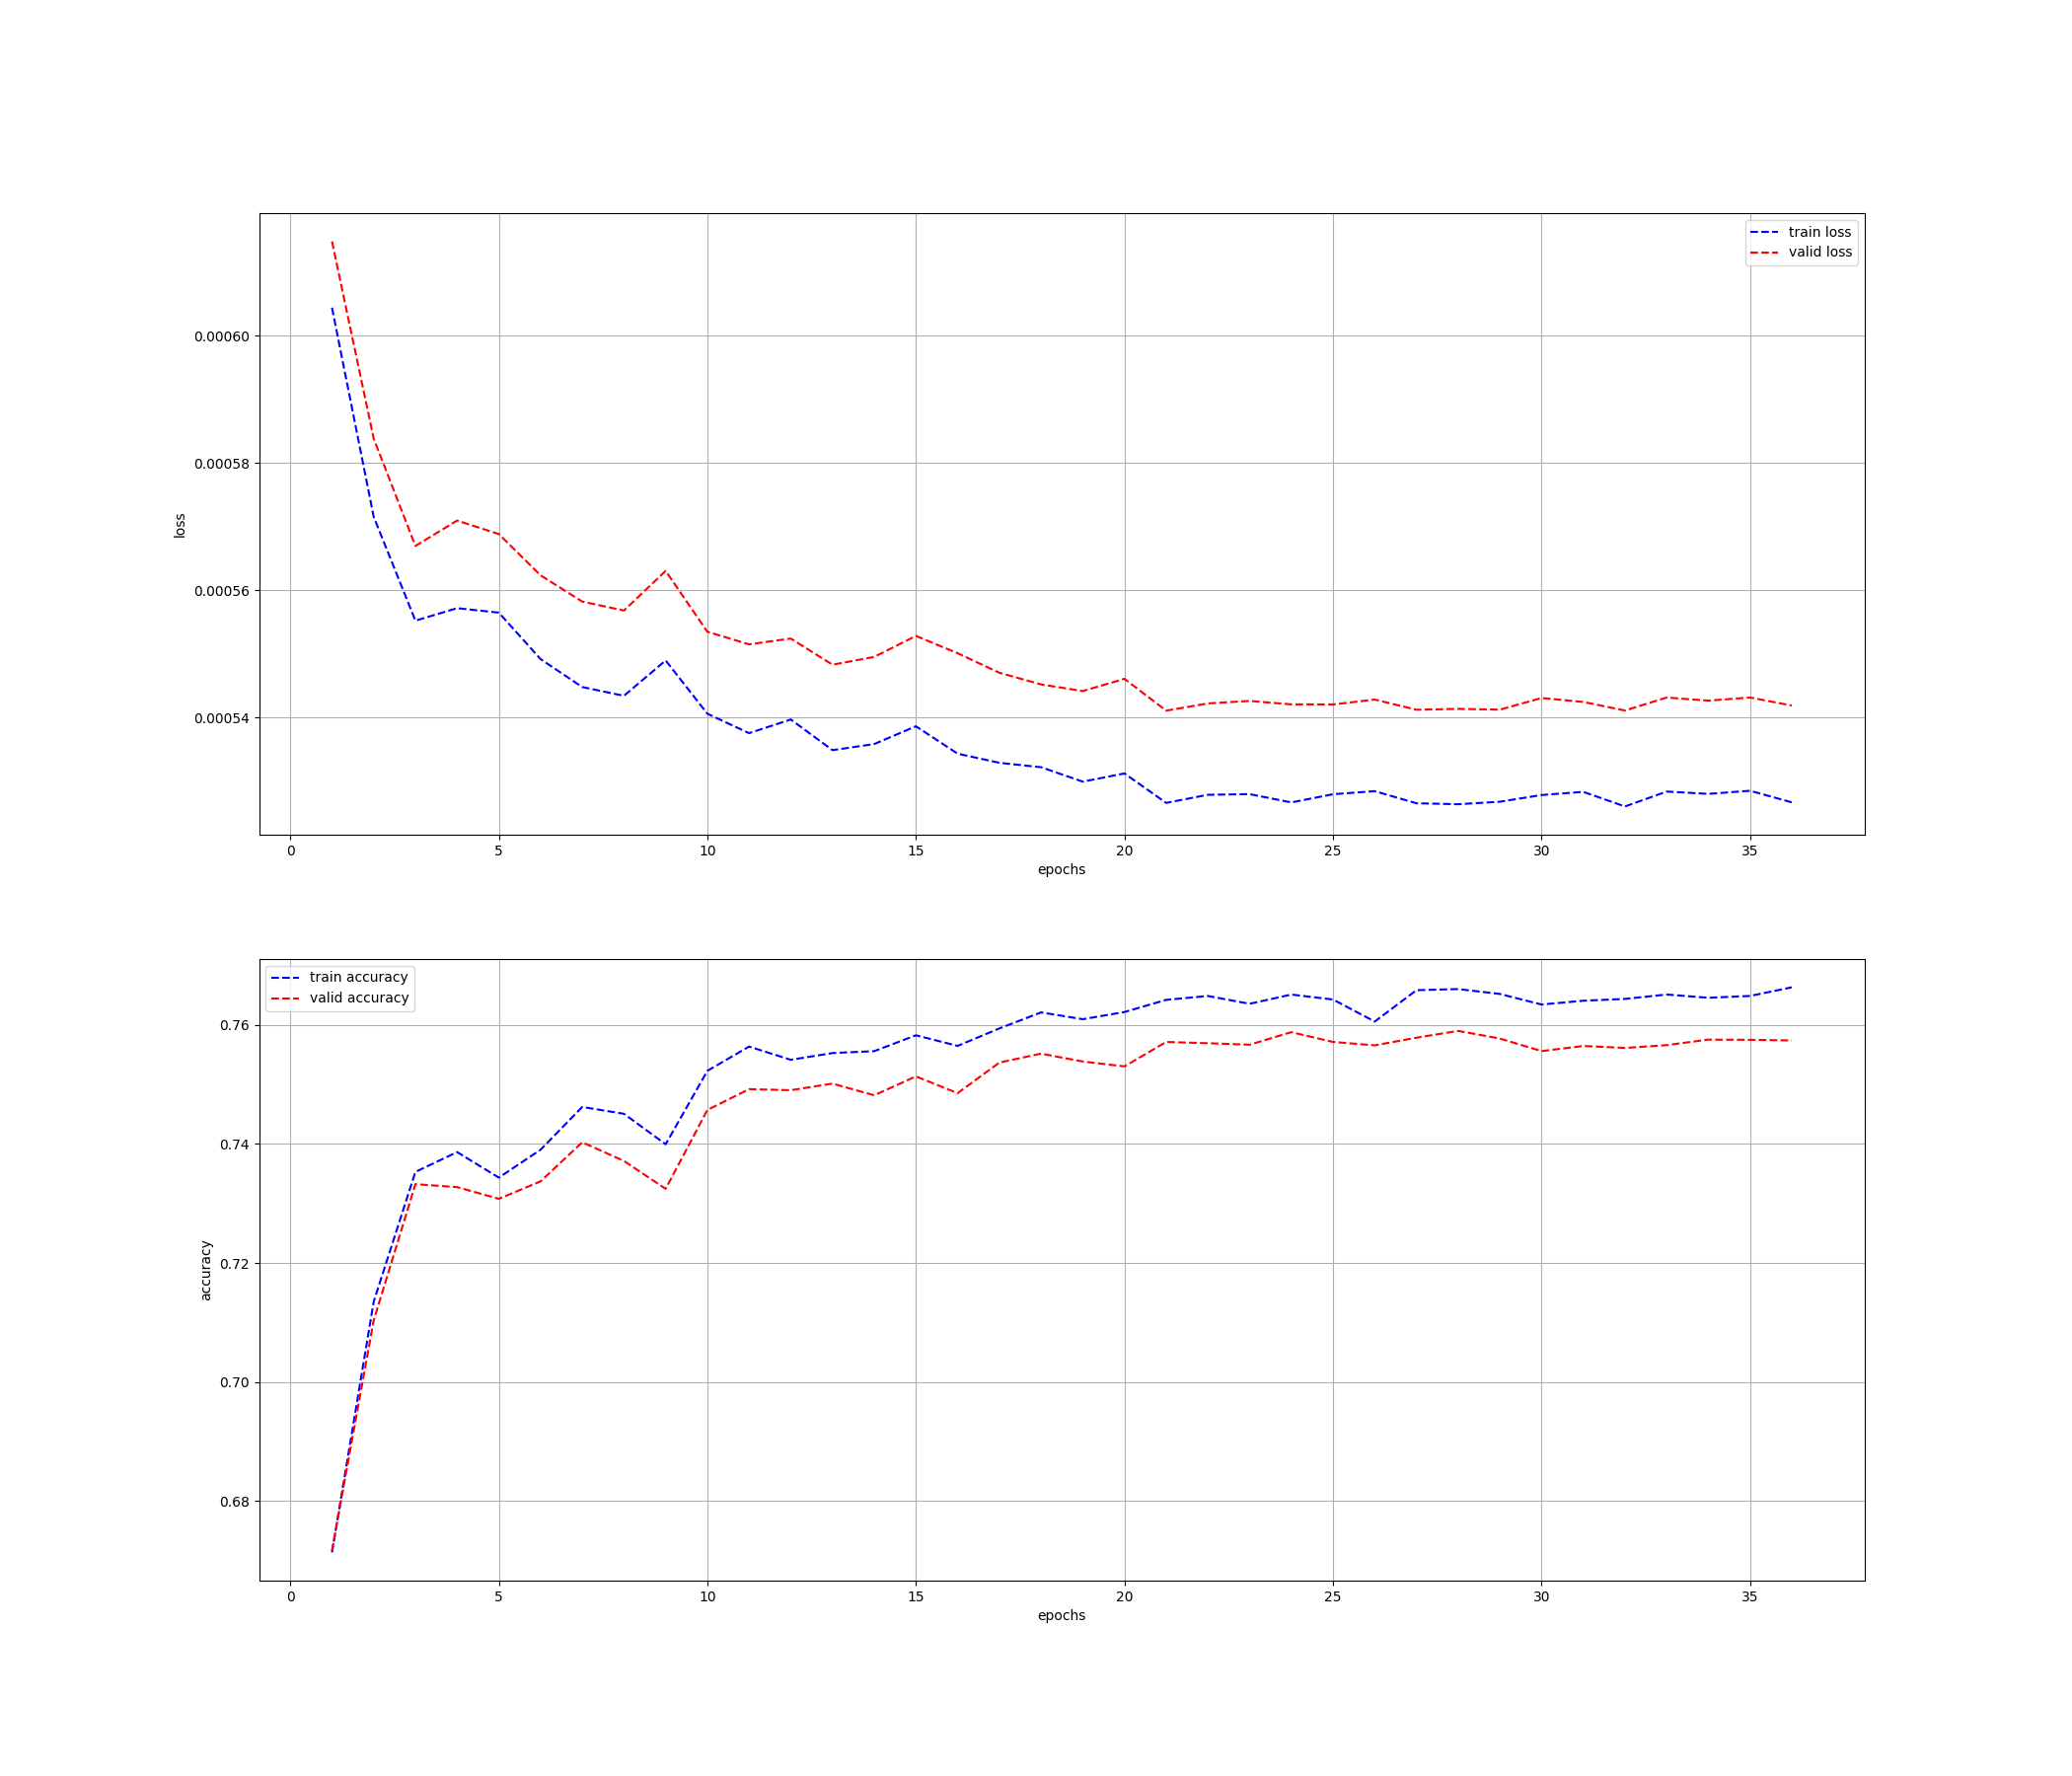 train loss
valid loss
0.00060
0.00058
0.00056
0.00054
loss
0 5 10 15 20 25 30 35
epochs
train accuracy
valid accuracy
0.76
0.74
0.72
0.70
0.68
accuracy
0 5 10 15 20 25 30 35
epochs